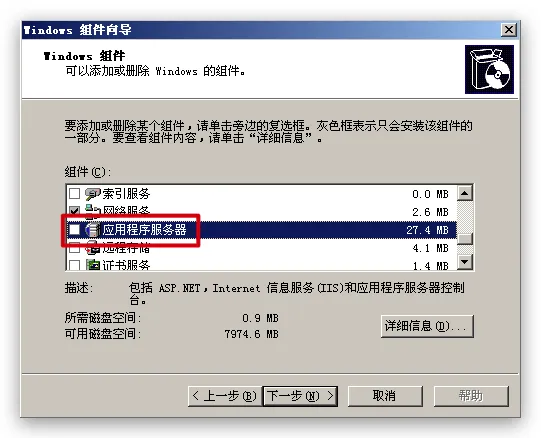 Windows 组件向导
Windows 组件
可以添加或删除 Windows 的组件。
要添加或删除某个组件，请单击旁边的复选框。灰色框表示只会安装该组件的
一部分。要查看组件内容，请单击“详细信息”。
组件(C):
索引服务 0.0 MB
网络服务 2.6 MB
应用程序服务器 27.4 MB
远程存储 4.1 MB
证书服务 1.4 MB
描述: 包括 ASP.NET，Internet 信息服务(IIS)和应用程序服务器控制
台。
所需磁盘空间: 0.9 MB
可用磁盘空间: 7974.6 MB
详细信息(D)...
< 上一步(B) 下一步(N) > 取消 帮助